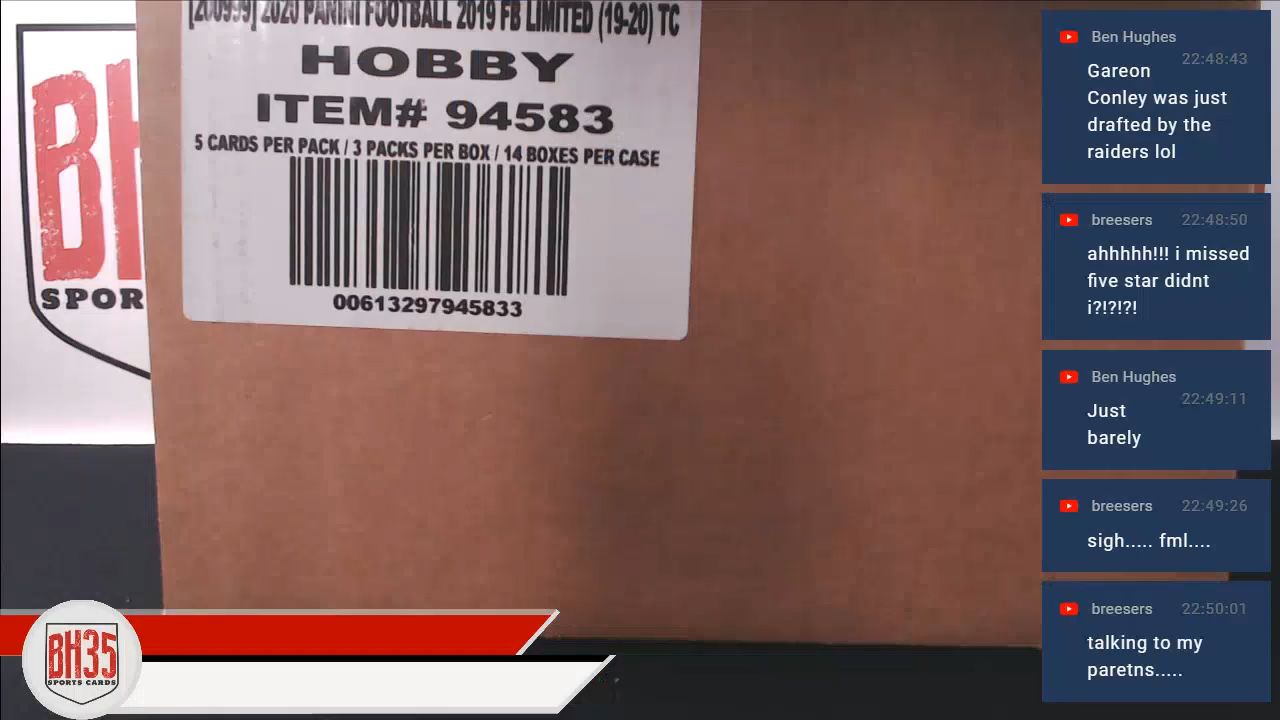 [200999] 2020 PANINI FOOTBALL 2019 FB LIMITED (19-20) TC
HOBBY
ITEM# 94583
5 CARDS PER PACK / 3 PACKS PER BOX / 14 BOXES PER CASE
00613297945833
BH
SPOR
BH35
SPORTS CARDS
Ben Hughes
22:48:43
Gareon
Conley was just
drafted by the
raiders lol
breesers 22:48:50
ahhhhh!!! i missed
five star didnt
i?!?!?!
Ben Hughes
22:49:11
Just
barely
breesers 22:49:26
sigh..... fml....
breesers 22:50:01
talking to my
paretns.....